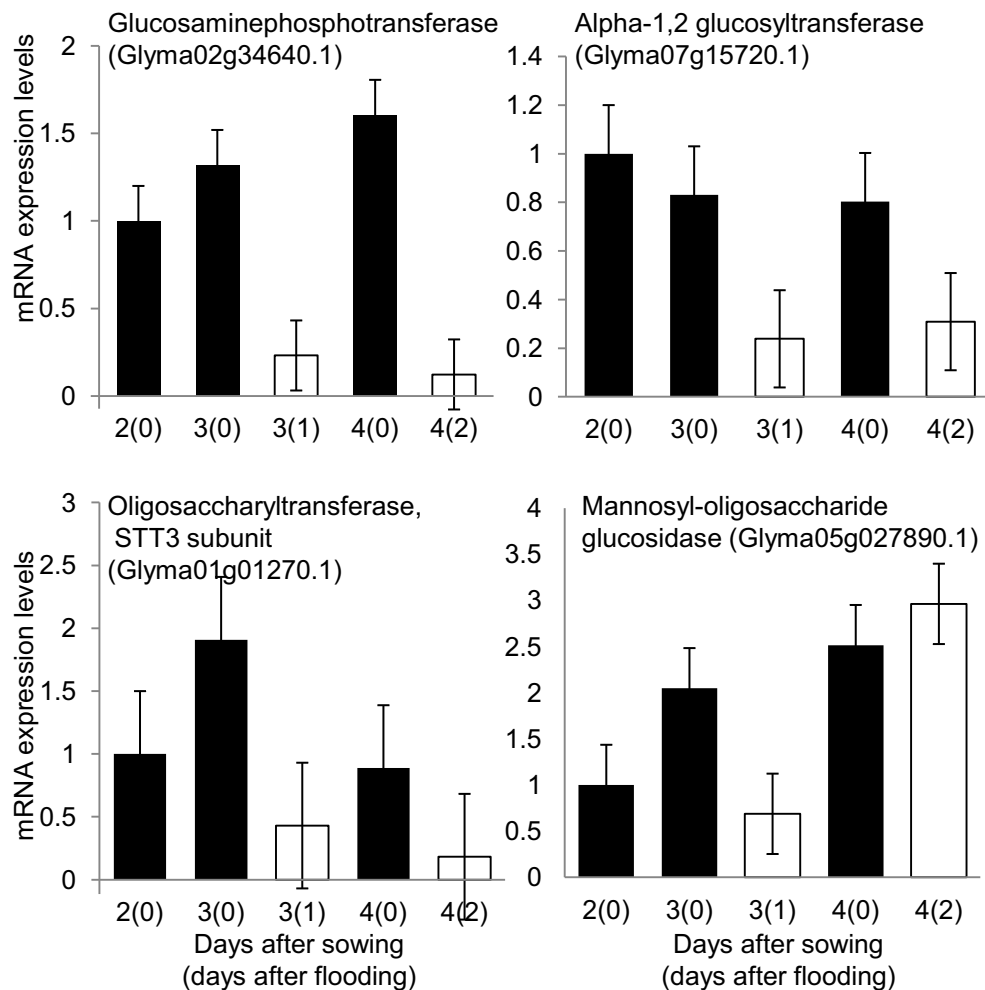 Glucosaminephosphotransferase
(Glyma02g34640.1)
mRNA expression levels
2
1.5
1
0.5
0
2(0) 3(0) 3(1) 4(0) 4(2)
Alpha-1,2 glucosyltransferase
(Glyma07g15720.1)
1.4
1.2
1
0.8
0.6
0.4
0.2
0
2(0) 3(0) 3(1) 4(0) 4(2)
Oligosaccharyltransferase,
STT3 subunit
(Glyma01g01270.1)
mRNA expression levels
3
2.5
2
1.5
1
0.5
0
2(0) 3(0) 3(1) 4(0) 4(2)
Days after sowing
(days after flooding)
Mannosyl-oligosaccharide
glucosidase (Glyma05g027890.1)
4
3.5
3
2.5
2
1.5
1
0.5
0
2(0) 3(0) 3(1) 4(0) 4(2)
Days after sowing
(days after flooding)